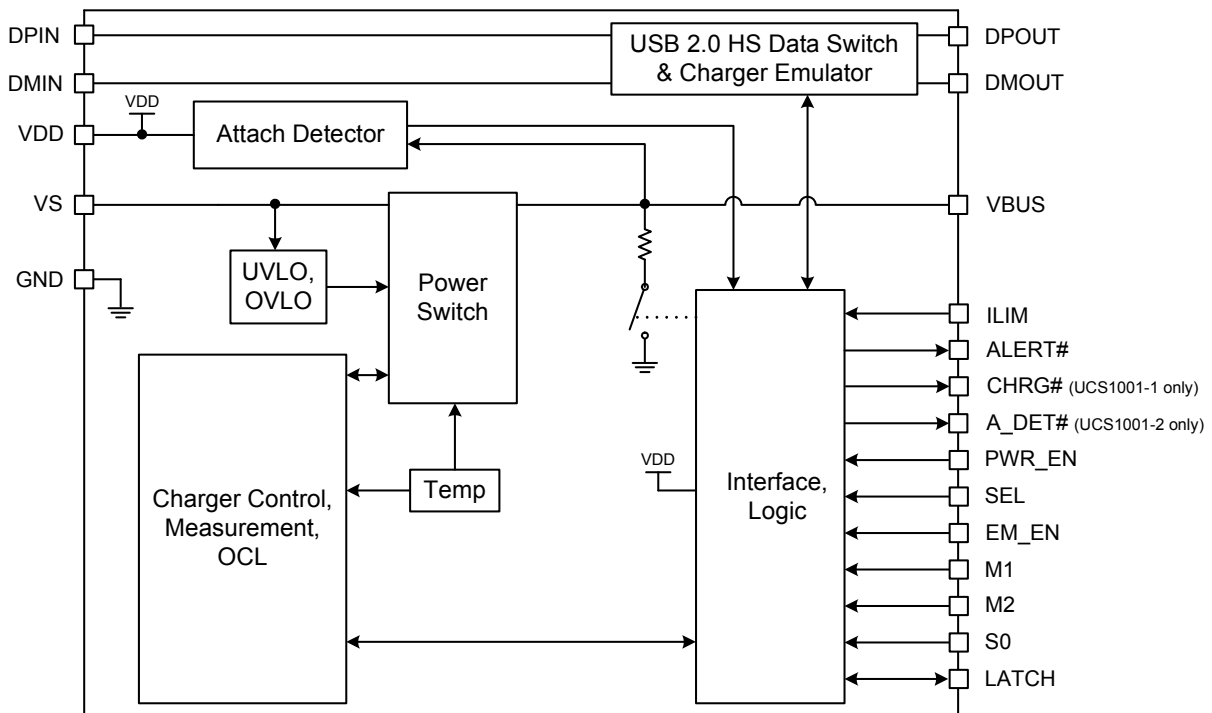 DPIN
USB 2.0 HS Data Switch
& Charger Emulator
DPOUT
DMIN
DMOUT
VDD
VDD
Attach Detector
VS
VBUS
UVLO,
OVLO
Power
Switch
GND
ILIM
ALERT#
CHRG# (UCS1001-1 only)
A_DET# (UCS1001-2 only)
VDD
PWR_EN
Temp
Interface,
Logic
SEL
Charger Control,
Measurement,
OCL
EM_EN
M1
M2
S0
LATCH